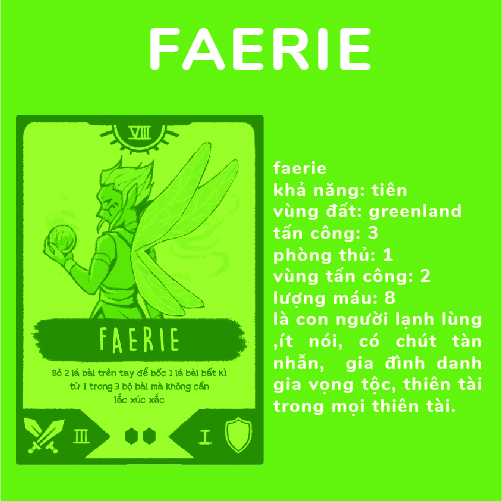 FAERIE
VIII
FAERIE
Bỏ 2 lá bài trên tay để bốc 1 lá bài bất kì
từ 1 trong 3 bộ bài mà không cần
lắc xúc xắc
III
I
faerie
khả năng: tiên
vùng đất: greenland
tấn công: 3
phòng thủ: 1
vùng tấn công: 2
lượng máu: 8
là con người lạnh lùng
,ít nói, có chút tàn
nhẫn, gia đình danh
gia vọng tộc, thiên tài
trong mọi thiên tài.